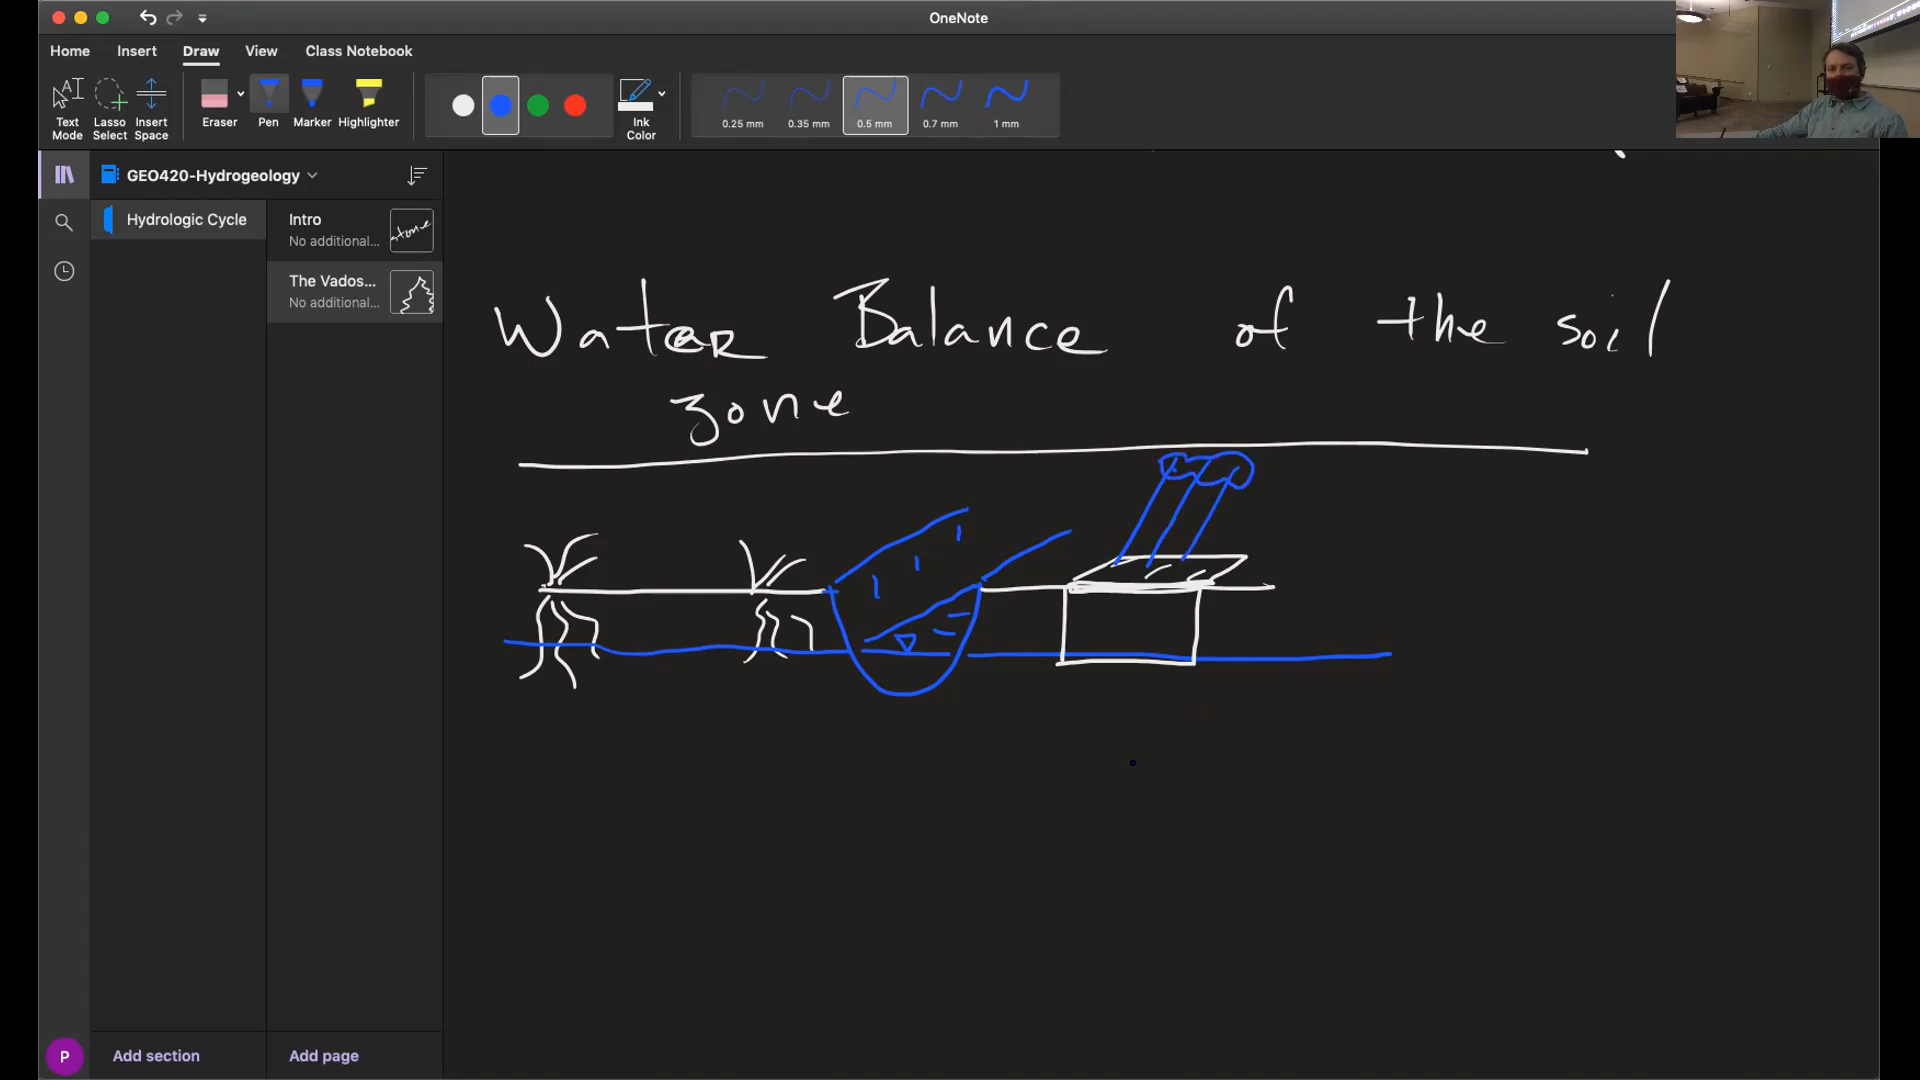 OneNote
Home Insert Draw View Class Notebook
Text Mode
Lasso Select
Insert Space
Eraser
Pen
Marker
Highlighter
Ink Color
0.25 mm
0.35 mm
0.5 mm
0.7 mm
1 mm
GEO420-Hydrogeology
Hydrologic Cycle
Intro
No additional...
The Vados...
No additional...
Water Balance of the soil
zone
P
Add section
Add page